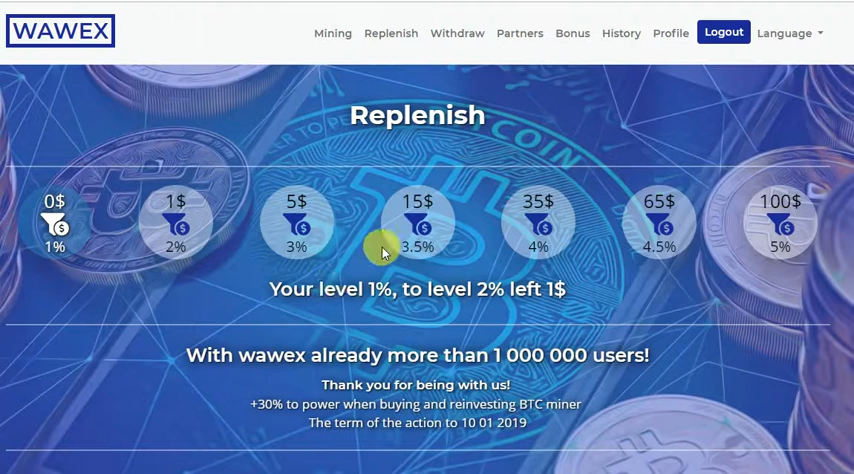 WAWEX
Mining Replenish Withdraw Partners Bonus History Profile Logout Language
Replenish
0$ 1$ 5$ 15$ 35$ 65$ 100$
1% 2% 3% 3.5% 4% 4.5% 5%
Your level 1%, to level 2% left 1$
With wawex already more than 1 000 000 users!
Thank you for being with us!
+30% to power when buying and reinvesting BTC miner
The term of the action to 10 01 2019